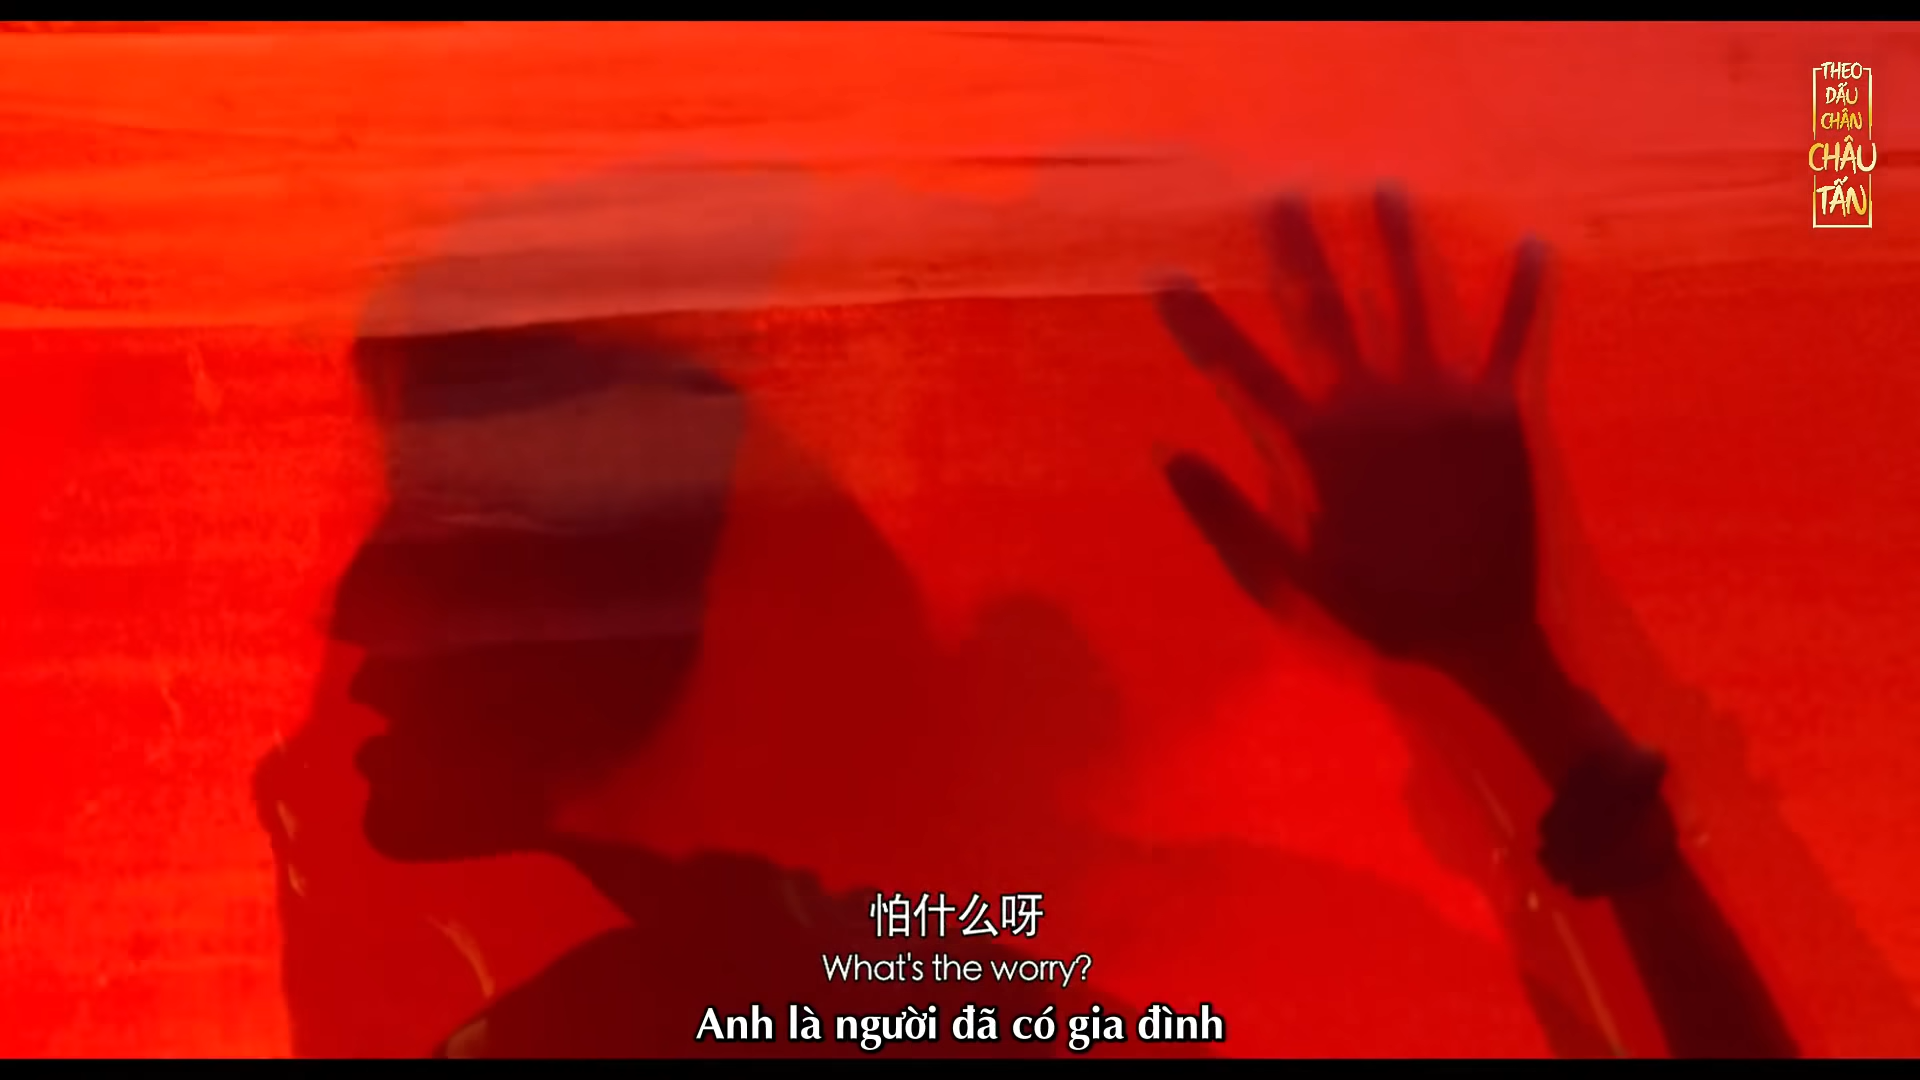 THEO
DẤU
CHÂN
CHÂU
TẤN
怕什么呀
What's the worry?
Anh là người đã có gia đình